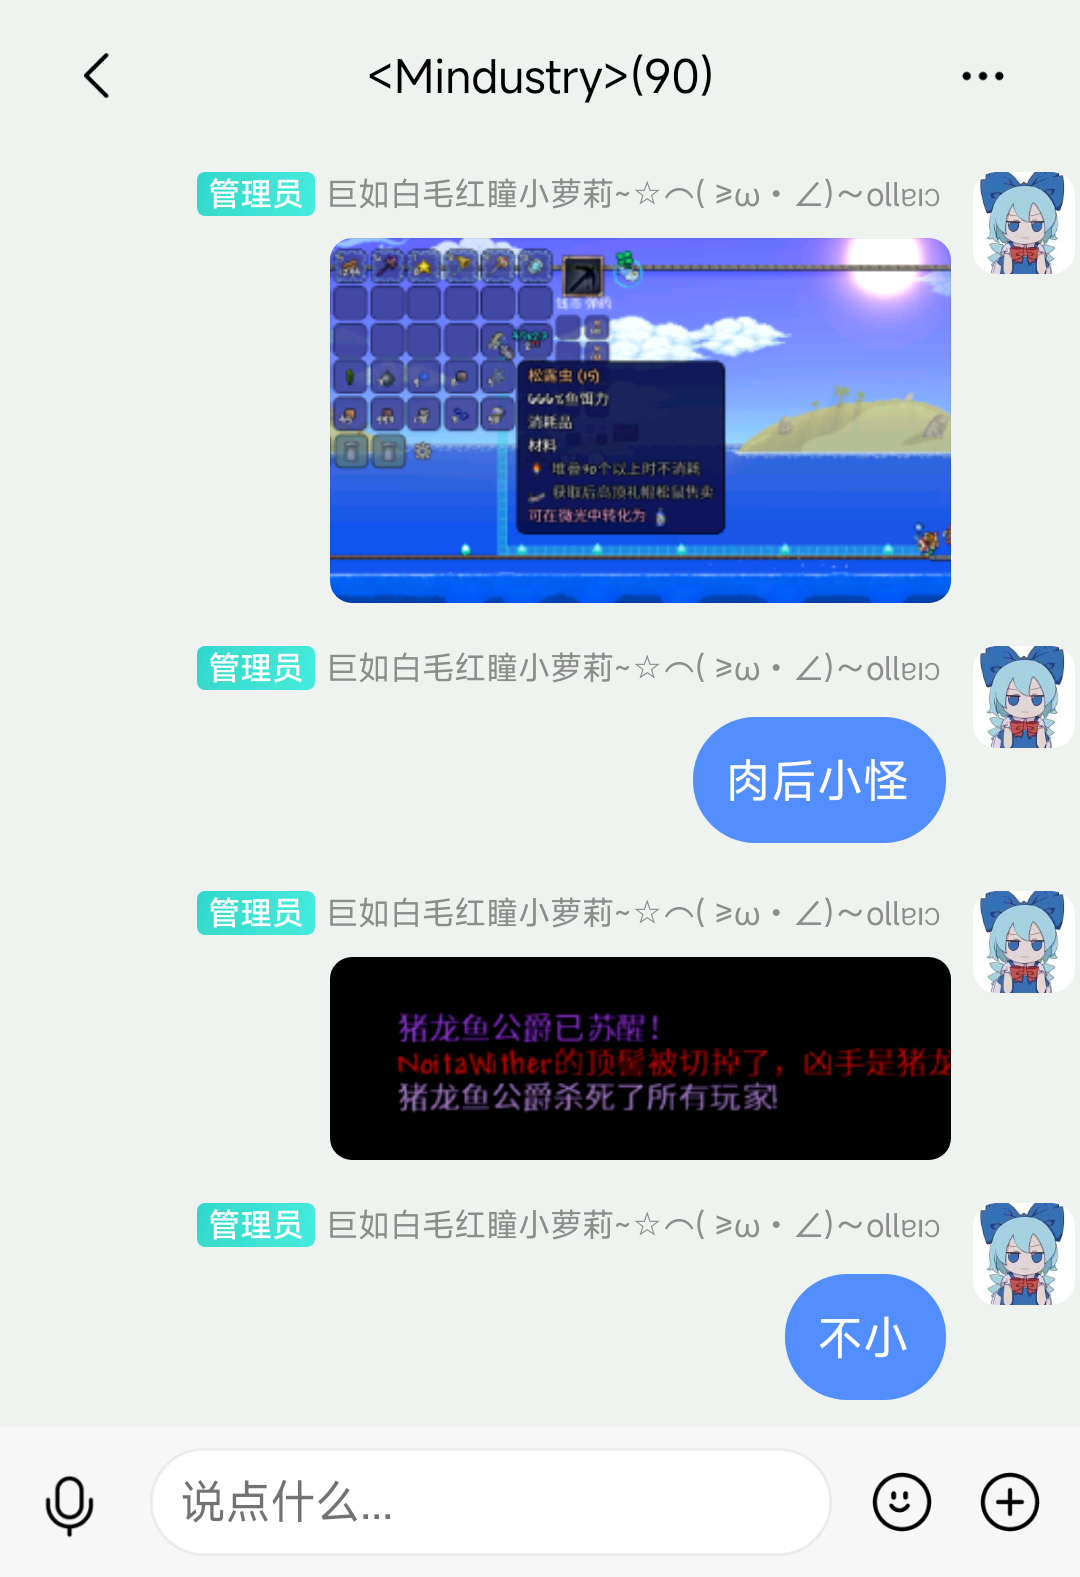 <Mindustry>(90)
管理员 巨如白毛红瞳小萝莉~☆⌒( ≥ω・∠)～ollɐıɔ
松露虫 (15)
666%鱼饵力
消耗品
材料
堆叠90个以上时不消耗
获取后高顶礼帽松鼠售卖
可在微光中转化为
管理员 巨如白毛红瞳小萝莉~☆⌒( ≥ω・∠)～ollɐıɔ
肉后小怪
管理员 巨如白毛红瞳小萝莉~☆⌒( ≥ω・∠)～ollɐıɔ
猪龙鱼公爵已苏醒！
NoitaWither的顶髻被切掉了，凶手是猪龙
猪龙鱼公爵杀死了所有玩家!
管理员 巨如白毛红瞳小萝莉~☆⌒( ≥ω・∠)～ollɐıɔ
不小
说点什么...